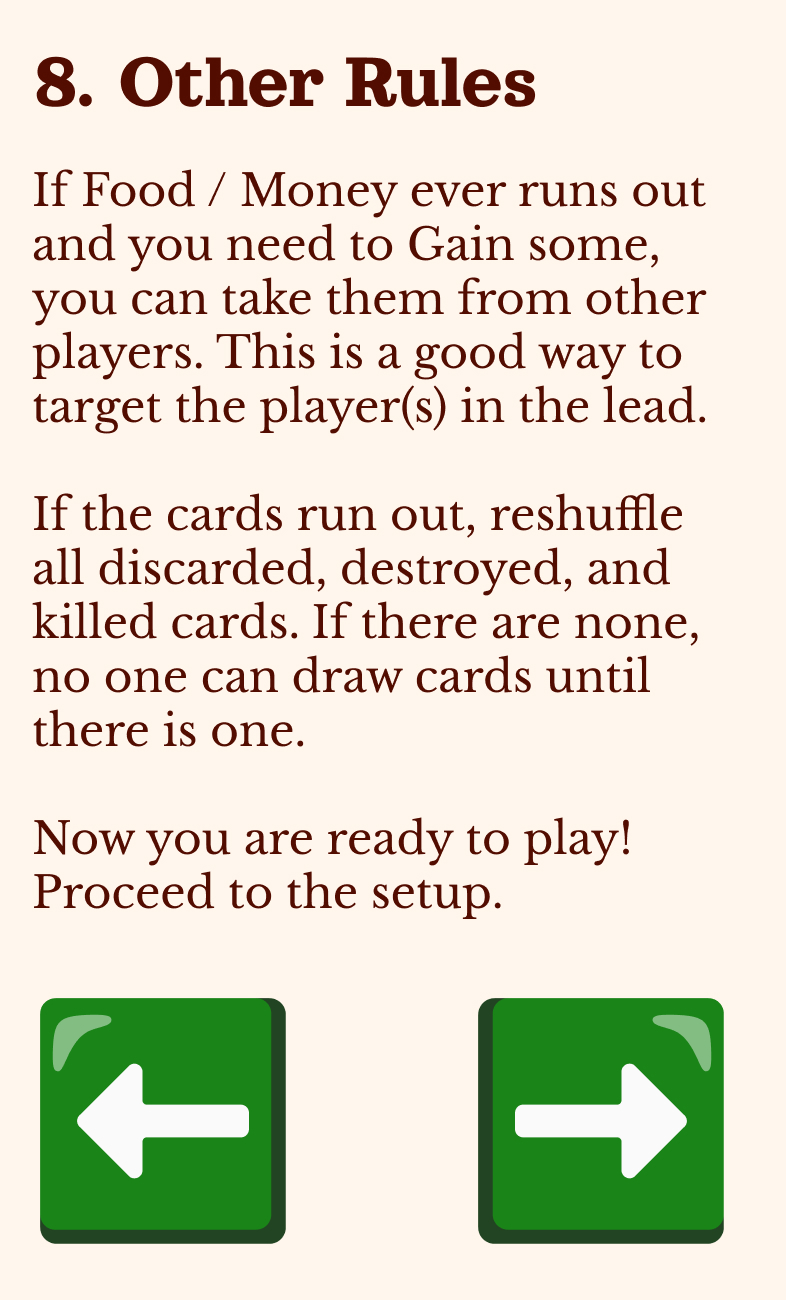 8. Other Rules
If Food / Money ever runs out
and you need to Gain some,
you can take them from other
players. This is a good way to
target the player(s) in the lead.
If the cards run out, reshuffle
all discarded, destroyed, and
killed cards. If there are none,
no one can draw cards until
there is one.
Now you are ready to play!
Proceed to the setup.